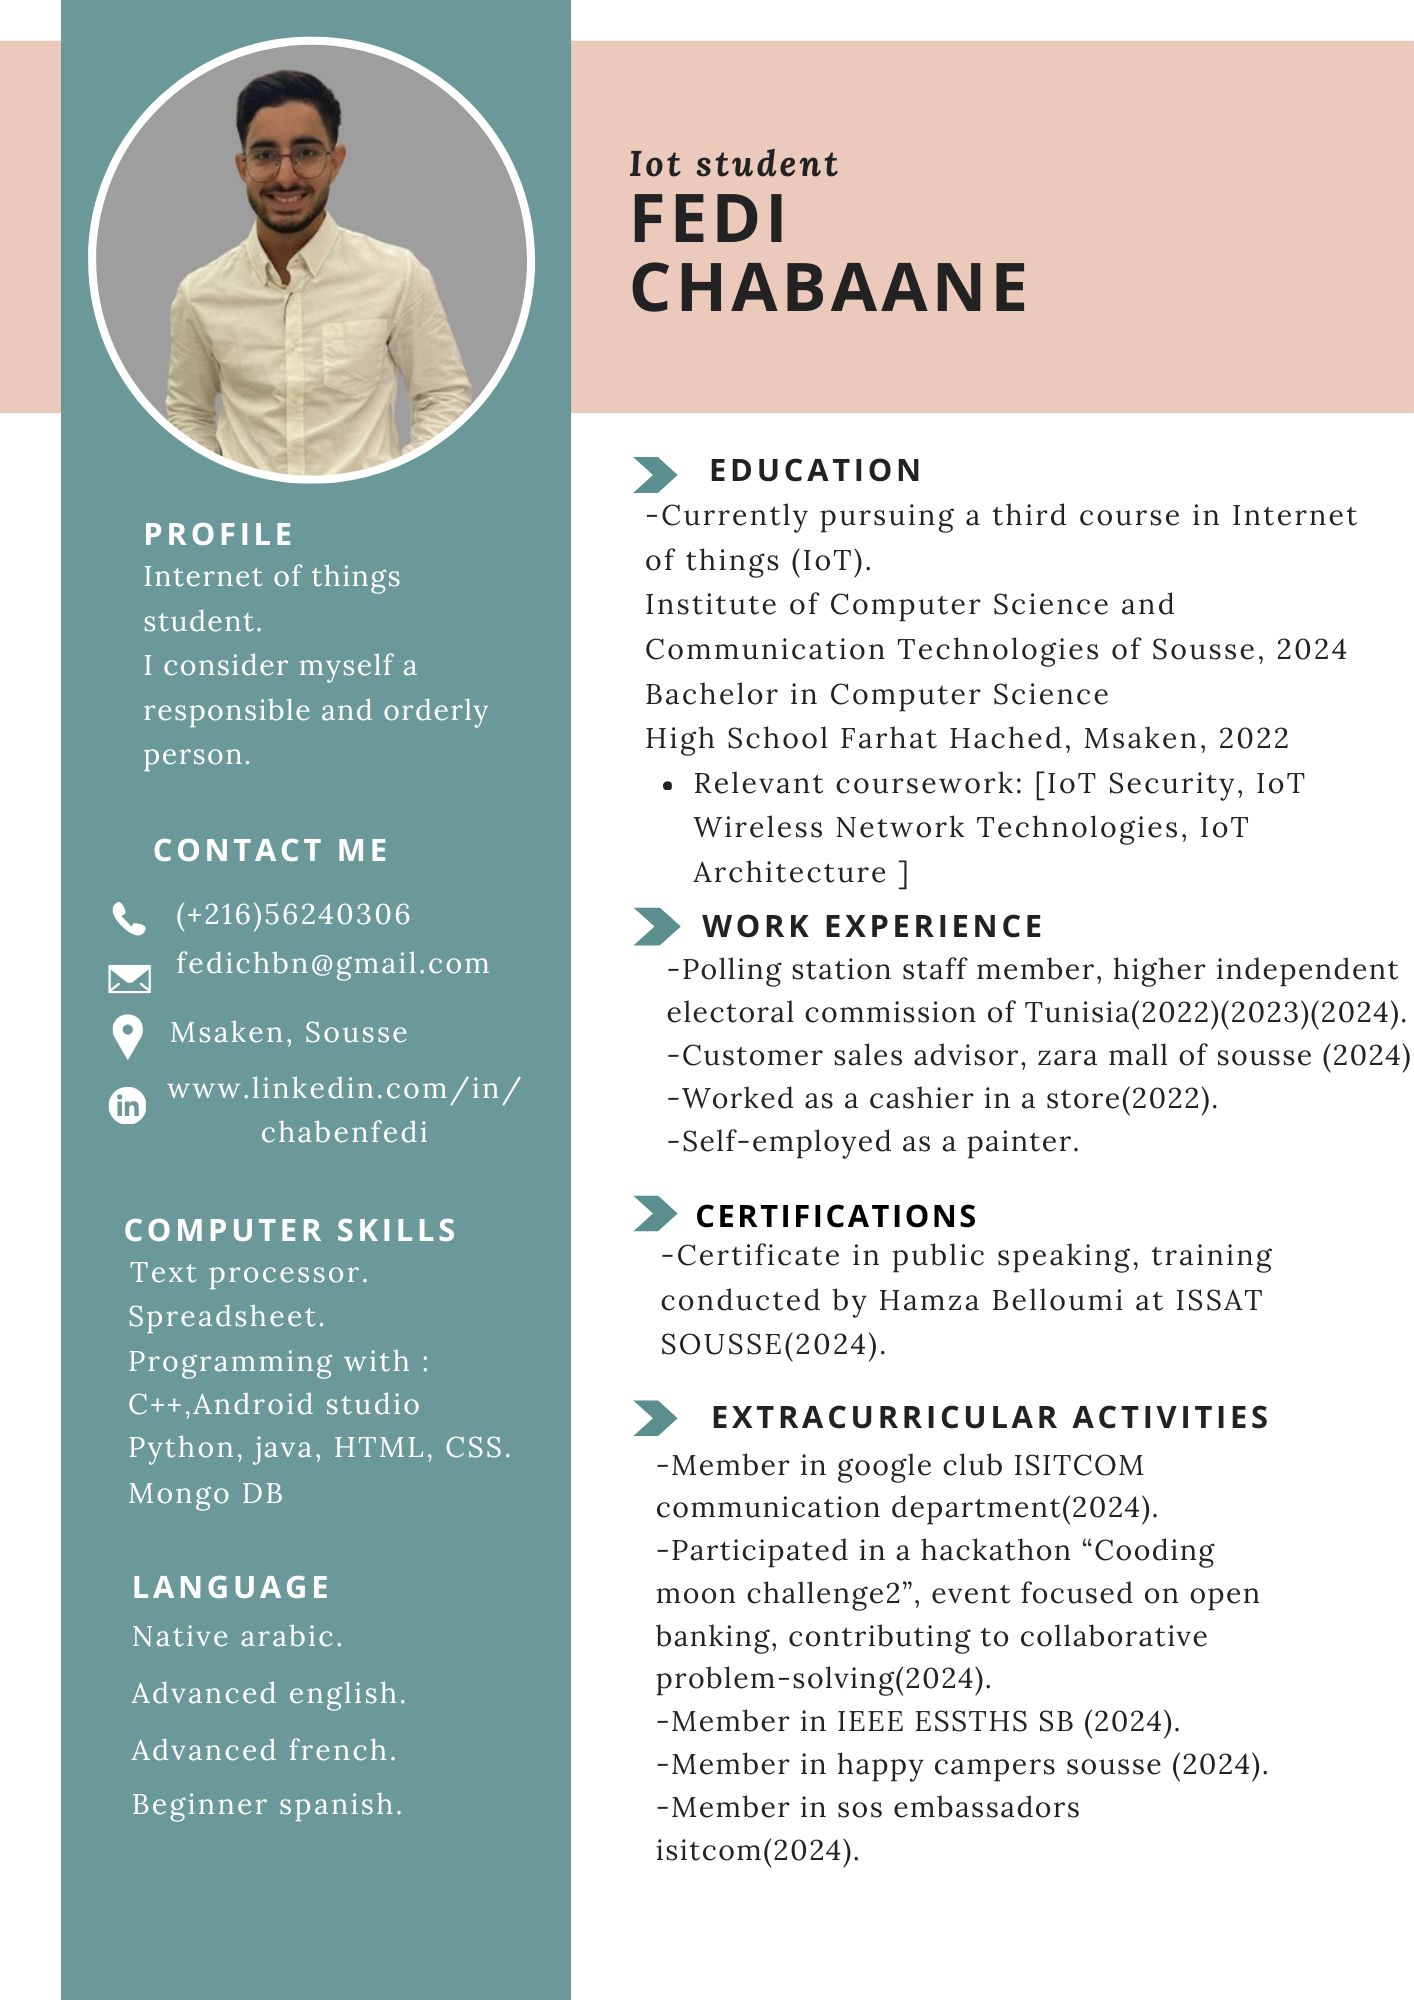 Iot student
FEDI
CHABAANE
PROFILE
Internet of things
student.
I consider myself a
responsible and orderly
person.
CONTACT ME
(+216)56240306
fedichbn@gmail.com
Msaken, Sousse
www.linkedin.com/in/
chabenfedi
COMPUTER SKILLS
Text processor.
Spreadsheet.
Programming with :
C++,Android studio
Python, java, HTML, CSS.
Mongo DB
LANGUAGE
Native arabic.
Advanced english.
Advanced french.
Beginner spanish.
EDUCATION
-Currently pursuing a third course in Internet
of things (IoT).
Institute of Computer Science and
Communication Technologies of Sousse, 2024
Bachelor in Computer Science
High School Farhat Hached, Msaken, 2022
• Relevant coursework: [IoT Security, IoT
Wireless Network Technologies, IoT
Architecture ]
WORK EXPERIENCE
-Polling station staff member, higher independent
electoral commission of Tunisia(2022)(2023)(2024).
-Customer sales advisor, zara mall of sousse (2024)
-Worked as a cashier in a store(2022).
-Self-employed as a painter.
CERTIFICATIONS
-Certificate in public speaking, training
conducted by Hamza Belloumi at ISSAT
SOUSSE(2024).
EXTRACURRICULAR ACTIVITIES
-Member in google club ISITCOM
communication department(2024).
-Participated in a hackathon “Cooding
moon challenge2”, event focused on open
banking, contributing to collaborative
problem-solving(2024).
-Member in IEEE ESSTHS SB (2024).
-Member in happy campers sousse (2024).
-Member in sos embassadors
isitcom(2024).